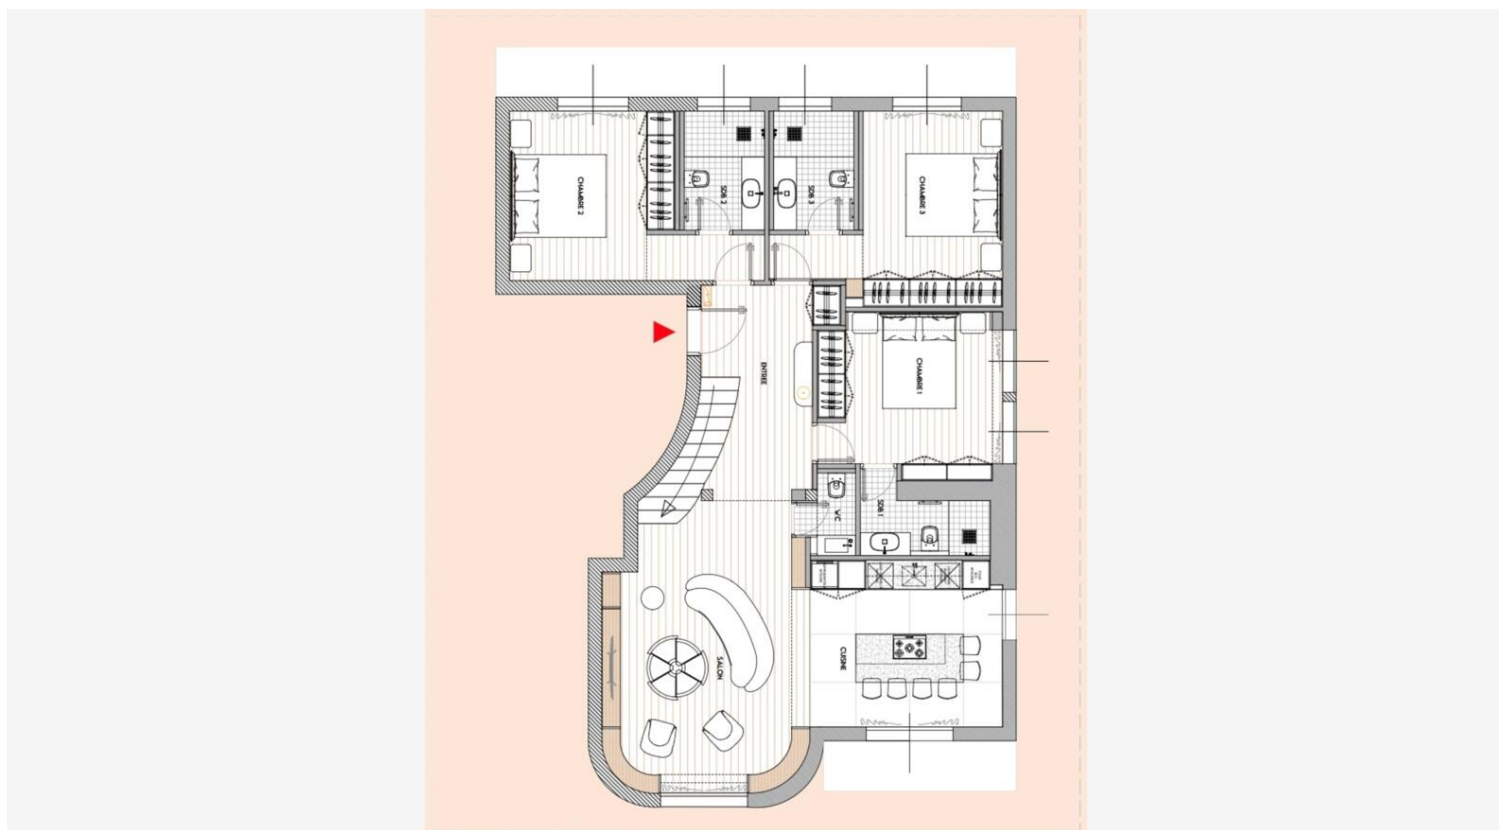 CHAMBRE 2
SDB 2
SDB 3
CHAMBRE 3
ENTREE
CHAMBRE 1
SDB 1
WC
SALON
CUISINE